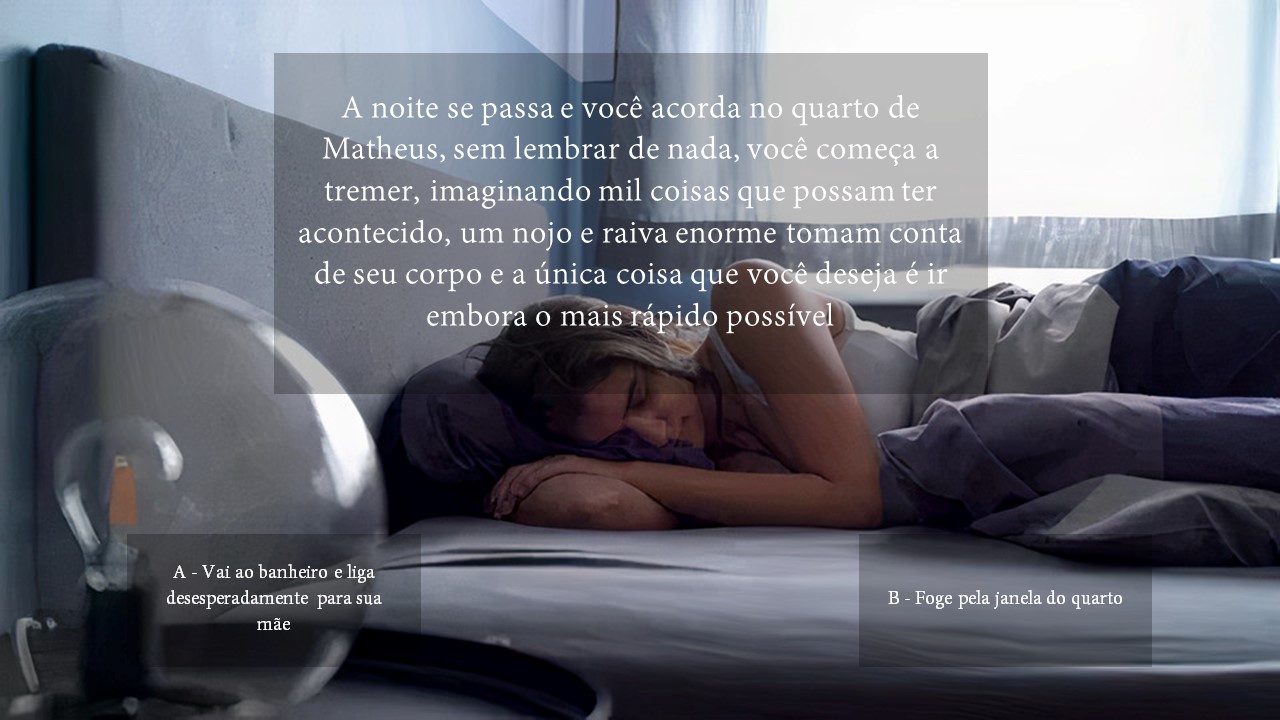 A noite se passa e você acorda no quarto de
Matheus, sem lembrar de nada, você começa a
tremer, imaginando mil coisas que possam ter
acontecido, um nojo e raiva enorme tomam conta
de seu corpo e a única coisa que você deseja é ir
embora o mais rápido possível
A - Vai ao banheiro e liga
desesperadamente para sua
mãe
B - Foge pela janela do quarto